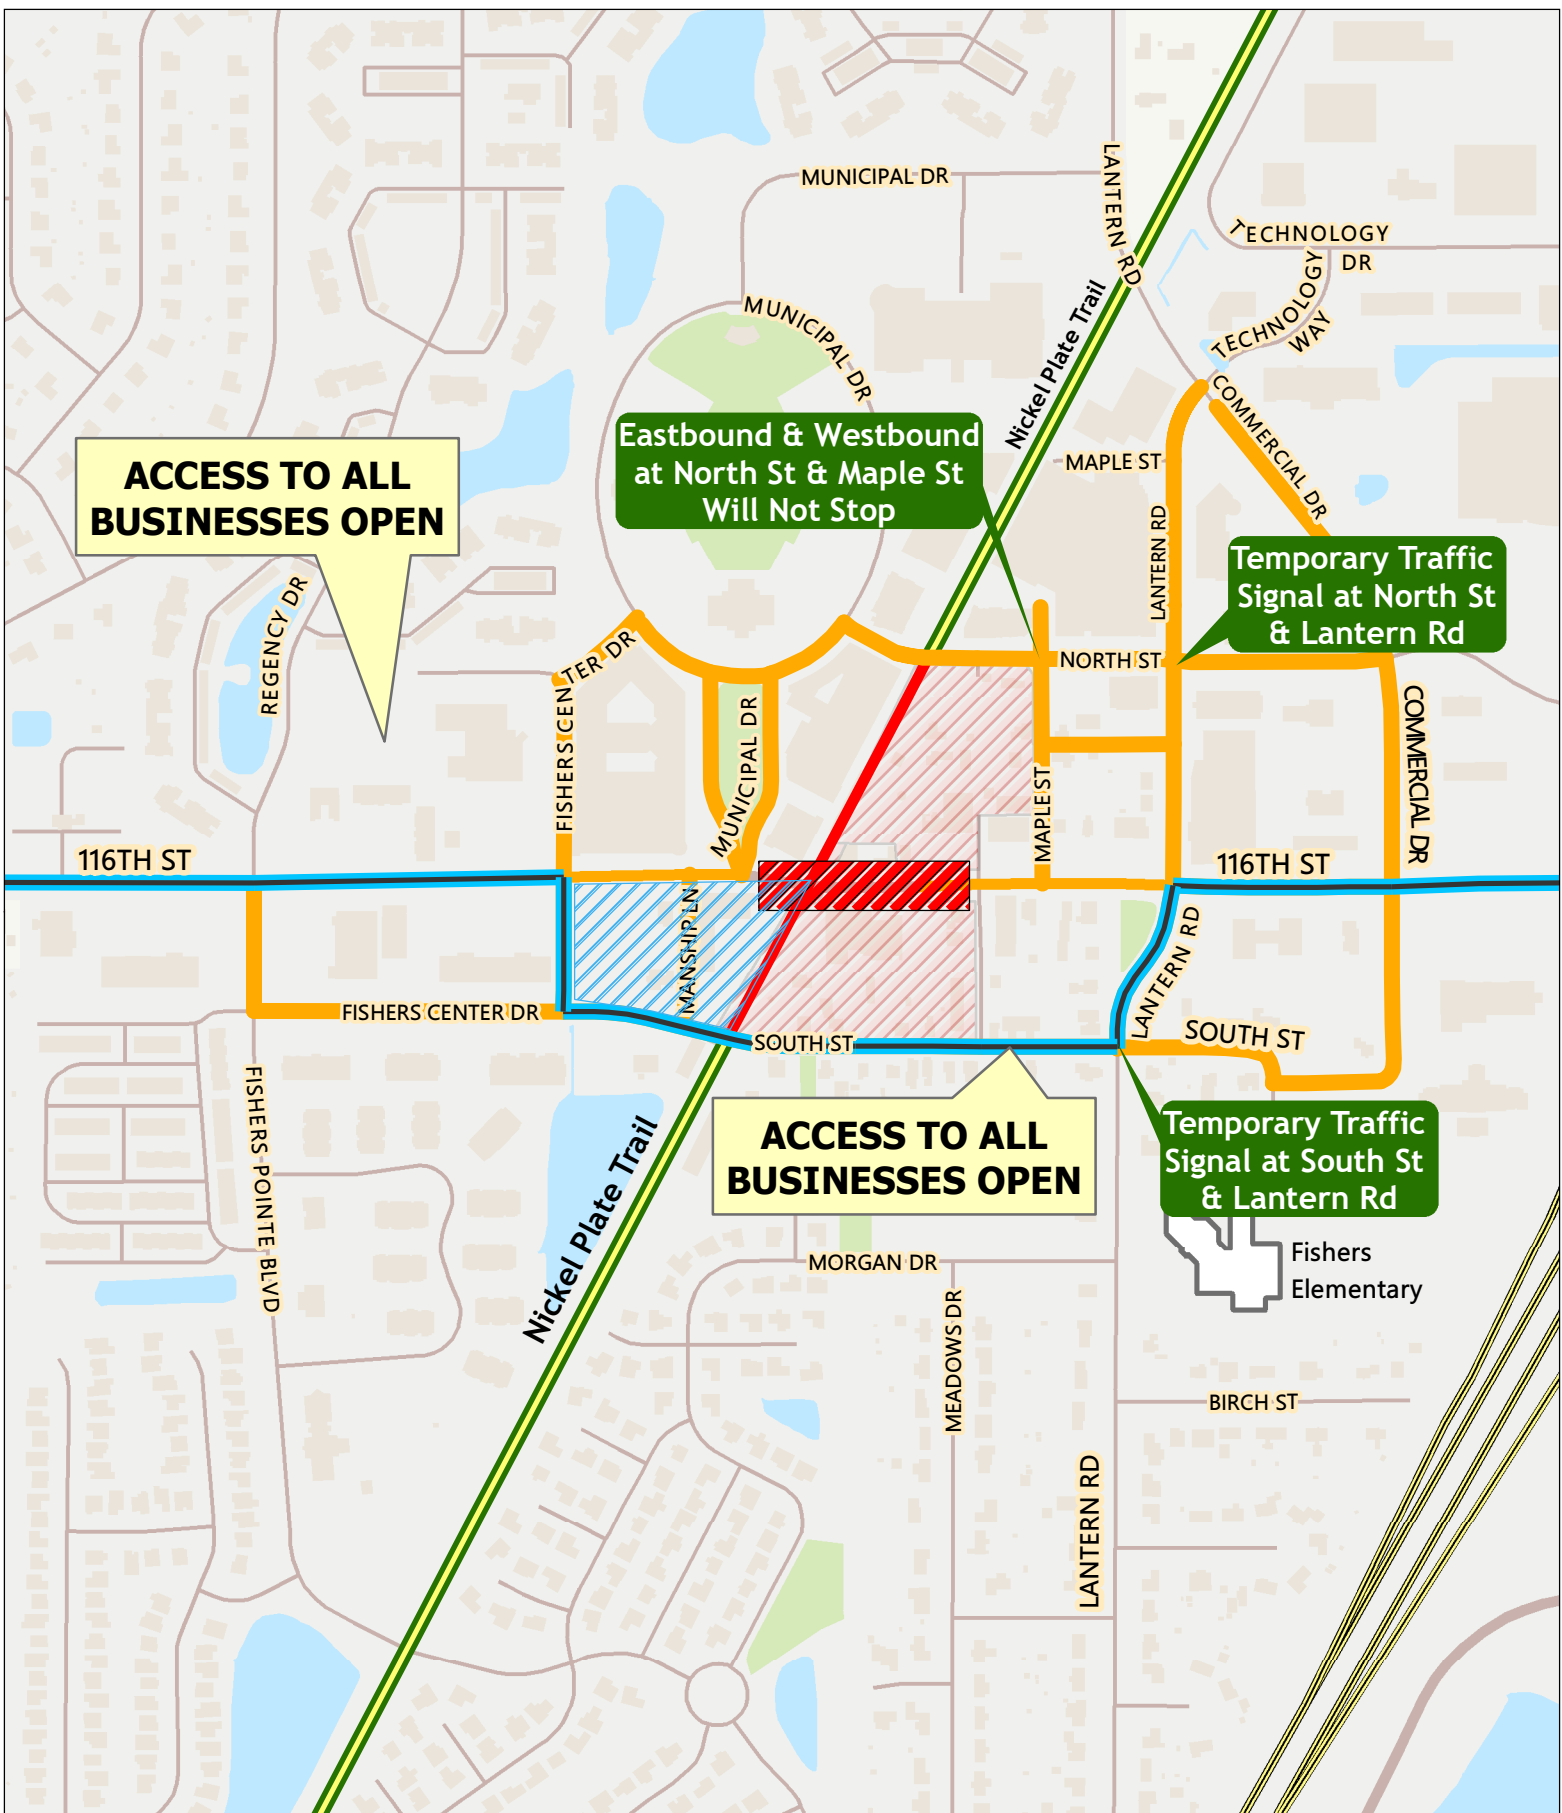 MUNICIPAL DR
LANTERN RD
TECHNOLOGY
DR
TECHNOLOGY
WAY
MUNICIPAL DR
Nickel Plate Trail
COMMERCIAL DR
Eastbound & Westbound
at North St & Maple St
Will Not Stop
MAPLE ST
ACCESS TO ALL
BUSINESSES OPEN
LANTERN RD
Temporary Traffic
Signal at North St
& Lantern Rd
REGENCY DR
FISHERS CENTER DR
NORTH ST
MUNICIPAL DR
MAPLE ST
COMMERCIAL DR
116TH ST
116TH ST
MANSHIP LN
LANTERN RD
FISHERS CENTER DR
SOUTH ST
SOUTH ST
FISHERS POINTE BLVD
Nickel Plate Trail
ACCESS TO ALL
BUSINESSES OPEN
Temporary Traffic
Signal at South St
& Lantern Rd
MORGAN DR
Fishers
Elementary
MEADOWS DR
BIRCH ST
LANTERN RD